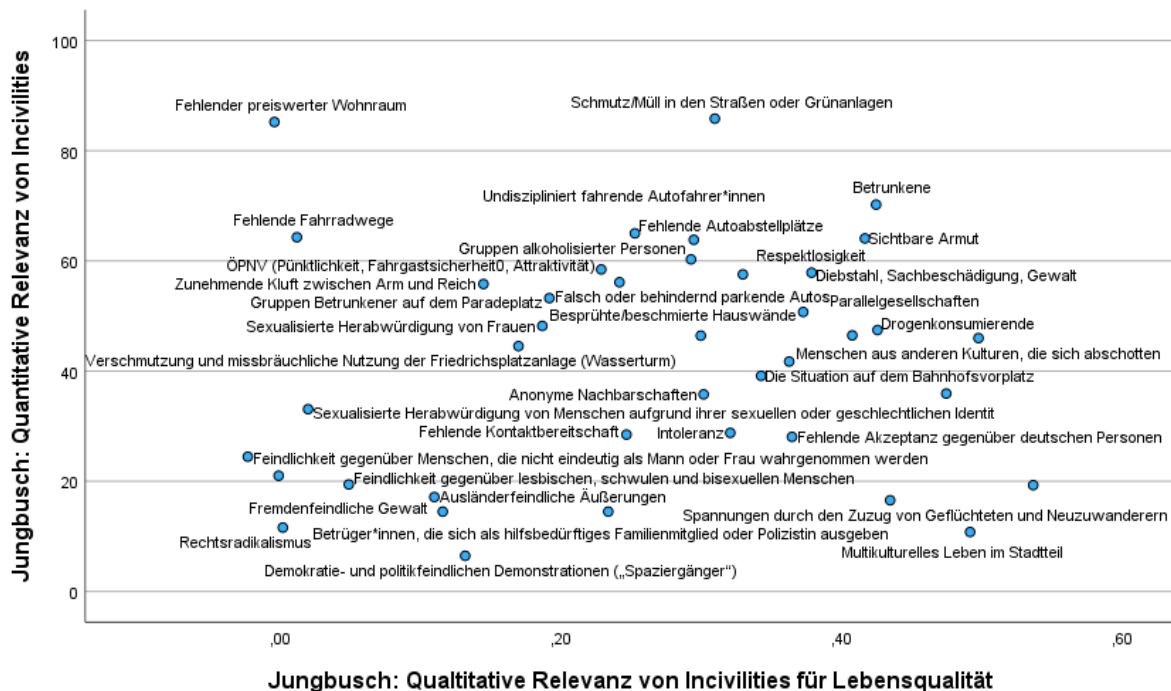 Jungbusch: Quantitative Relevanz von Incivilities
100
80
60
40
20
0
Fehlender preiswerter Wohnraum
Schmutz/Müll in den Straßen oder Grünanlagen
Betrunkene
Undiszipliniert fahrende Autofahrer*innen
Fehlende Fahrradwege
Fehlende Autoabstellplätze
Sichtbare Armut
Gruppen alkoholisierter Personen
Respektlosigkeit
ÖPNV (Pünktlichkeit, Fahrgastsicherheit0, Attraktivität)
Diebstahl, Sachbeschädigung, Gewalt
Zunehmende Kluft zwischen Arm und Reich
Gruppen Betrunkener auf dem Paradeplatz
Falsch oder behindernd parkende Autos
Parallelgesellschaften
Besprühte/beschmierte Hauswände
Sexualisierte Herabwürdigung von Frauen
Drogenkonsumierende
Verschmutzung und missbräuchliche Nutzung der Friedrichsplatzanlage (Wasserturm)
Menschen aus anderen Kulturen, die sich abschotten
Die Situation auf dem Bahnhofsvorplatz
Anonyme Nachbarschaften
Sexualisierte Herabwürdigung von Menschen aufgrund ihrer sexuellen oder geschlechtlichen Identit
Fehlende Kontaktbereitschaft
Intoleranz
Fehlende Akzeptanz gegenüber deutschen Personen
Feindlichkeit gegenüber Menschen, die nicht eindeutig als Mann oder Frau wahrgenommen werden
Feindlichkeit gegenüber lesbischen, schwulen und bisexuellen Menschen
Ausländerfeindliche Äußerungen
Fremdenfeindliche Gewalt
Spannungen durch den Zuzug von Geflüchteten und Neuzuwanderern
Betrüger*innen, die sich als hilfsbedürftiges Familienmitglied oder Polizistin ausgeben
Rechtsradikalismus
Multikulturelles Leben im Stadtteil
Demokratie- und politikfeindlichen Demonstrationen („Spaziergänger“)
,00
,20
,40
,60
Jungbusch: Qualtitative Relevanz von Incivilities für Lebensqualität